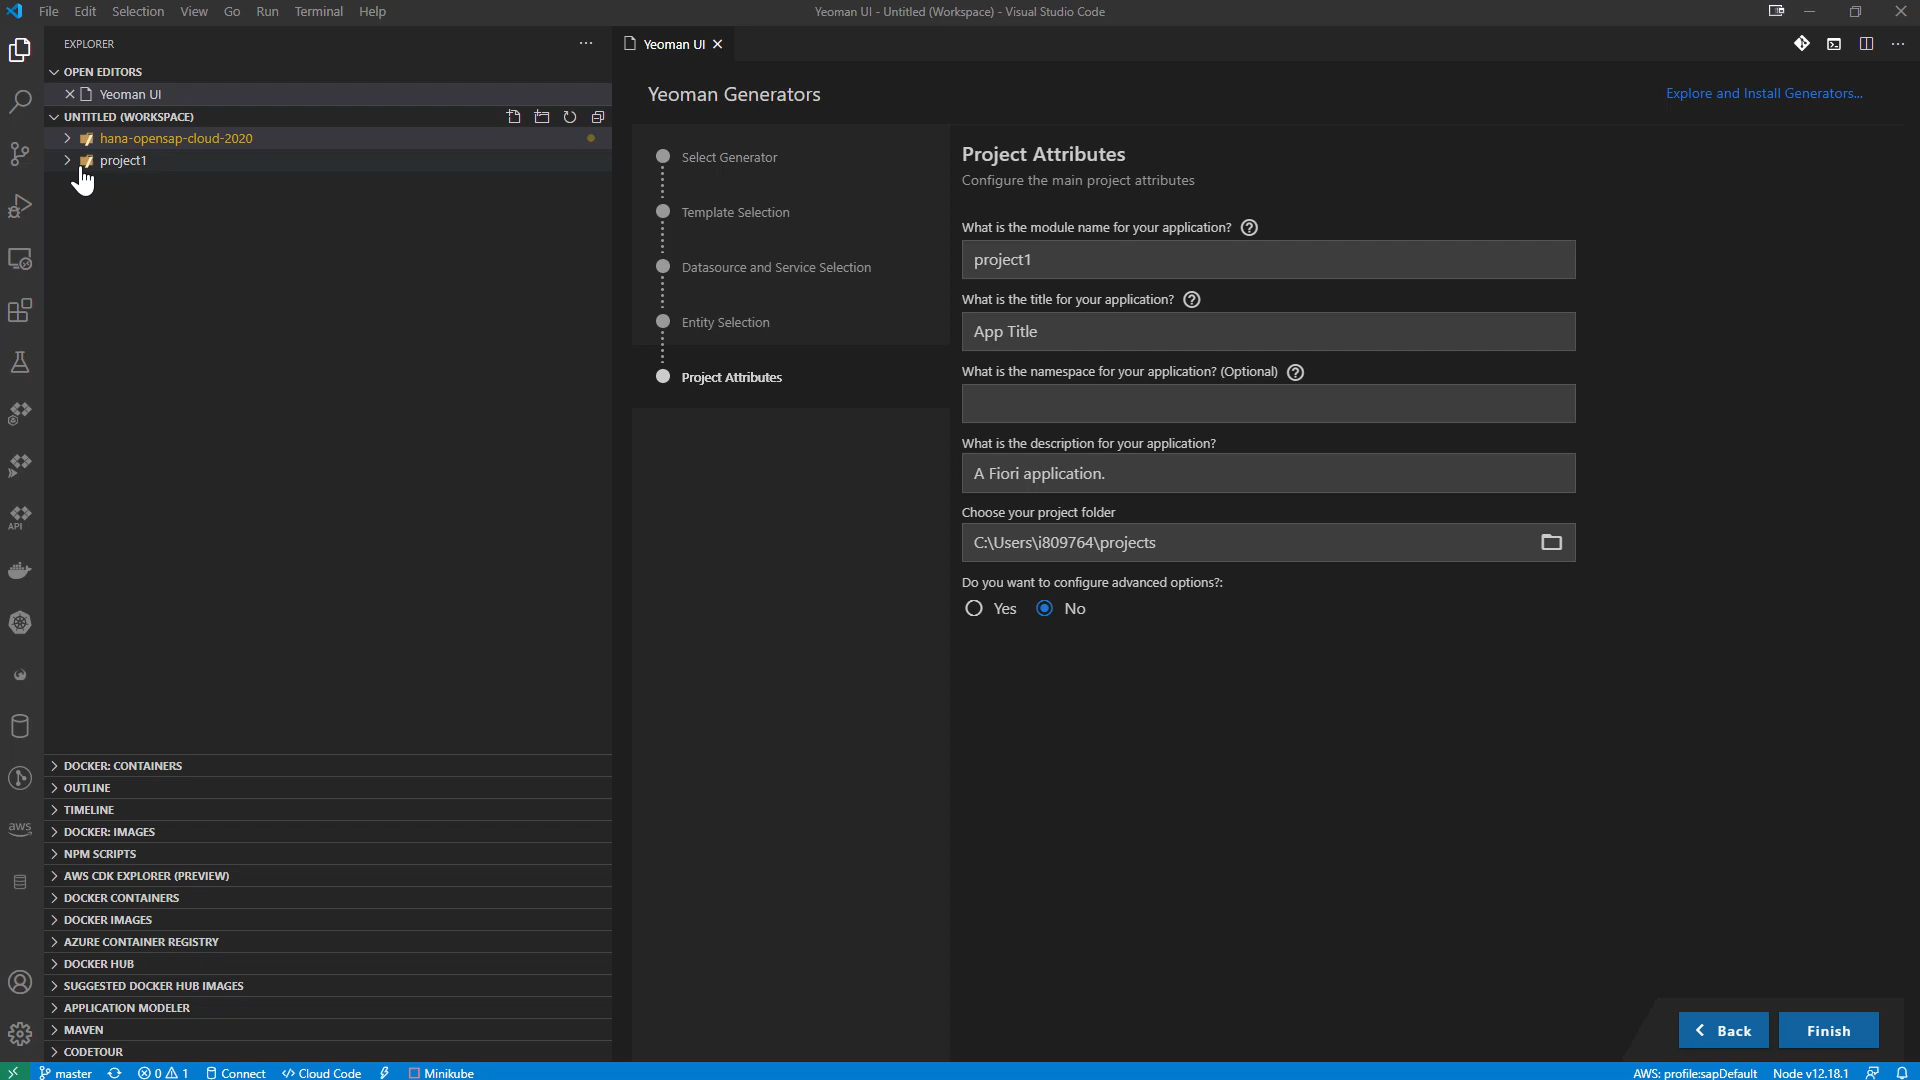 File Edit Selection View Go Run Terminal Help
Yeoman UI - Untitled (Workspace) - Visual Studio Code
EXPLORER
OPEN EDITORS
Yeoman UI
UNTITLED (WORKSPACE)
hana-opensap-cloud-2020
project1
DOCKER: CONTAINERS
OUTLINE
TIMELINE
DOCKER: IMAGES
NPM SCRIPTS
AWS CDK EXPLORER (PREVIEW)
DOCKER CONTAINERS
DOCKER IMAGES
AZURE CONTAINER REGISTRY
DOCKER HUB
SUGGESTED DOCKER HUB IMAGES
APPLICATION MODELER
MAVEN
CODETOUR
API
aws
Yeoman UI
Yeoman Generators
Explore and Install Generators...
Select Generator
Template Selection
Datasource and Service Selection
Entity Selection
Project Attributes
Project Attributes
Configure the main project attributes
What is the module name for your application?
project1
What is the title for your application?
App Title
What is the namespace for your application? (Optional)
What is the description for your application?
A Fiori application.
Choose your project folder
C:\Users\i809764\projects
Do you want to configure advanced options?:
Yes No
Back Finish
master 0 1 Connect Cloud Code Minikube
AWS: profile:sapDefault Node v12.18.1